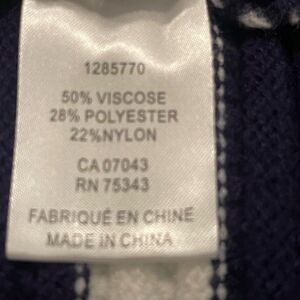 1285770
50% VISCOSE
28% POLYESTER
22%NYLON
CA 07043
RN 75343
FABRIQUÉ EN CHINE
MADE IN CHINA